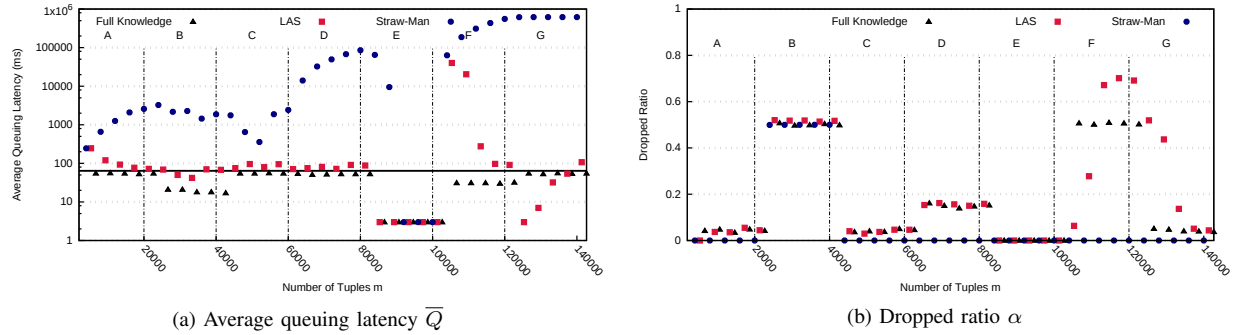 Full Knowledge LAS Straw-Man
A B C D E F G
1x10^6
100000
10000
1000
100
10
1
Average Queuing Latency (ms)
20000 40000 60000 80000 100000 120000 140000
Number of Tuples m
(a) Average queuing latency Q̅
Full Knowledge LAS Straw-Man
A B C D E F G
1
0.8
0.6
0.4
0.2
0
Dropped Ratio
20000 40000 60000 80000 100000 120000 140000
Number of Tuples m
(b) Dropped ratio α